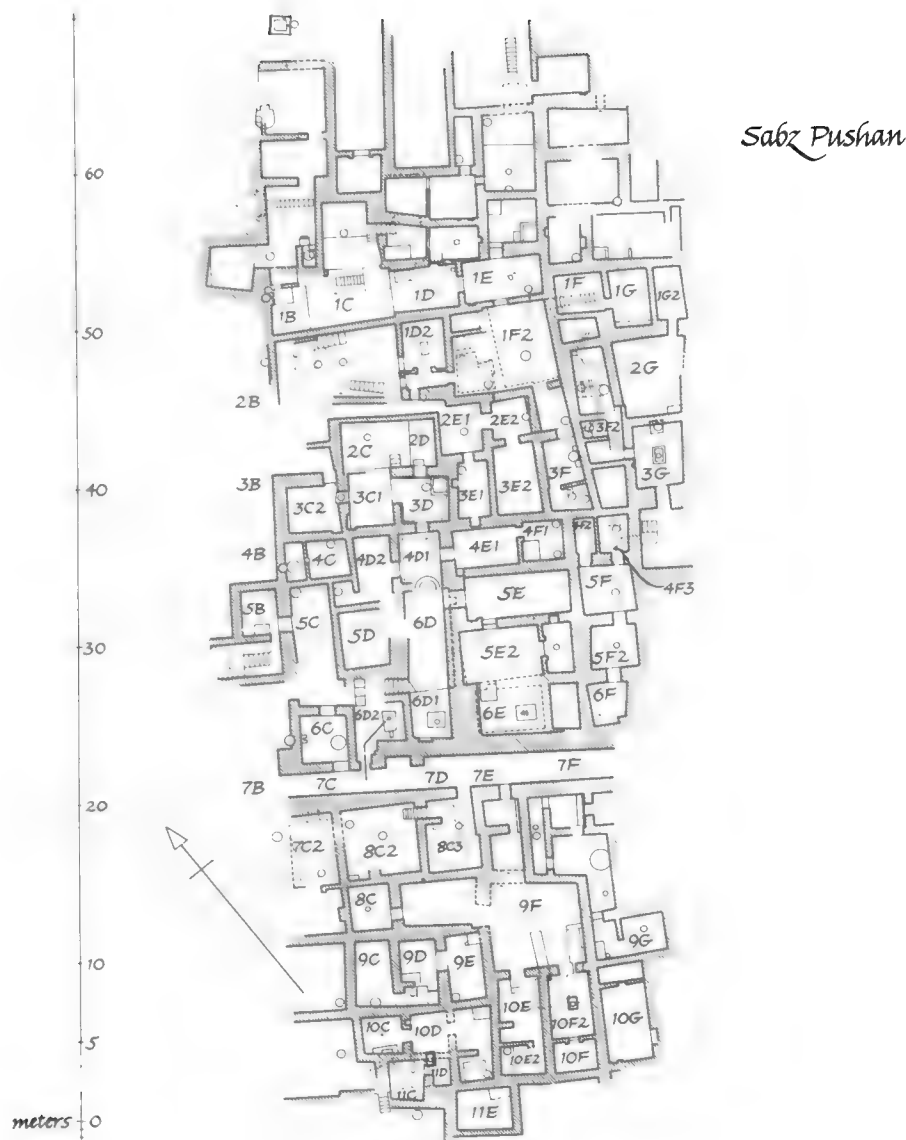 Sabz Pushan
60
1B 1C 1D 1E 1F 1G 1G2
50
1D2 1F2
2G
2B
2E1 2E2
2C 2D 3F2
3B 3C2 3C1 3D 3E1 3E2 3F 3G
40
4B 4C 4D2 4D1 4E1 4F1 4F2
4F3
5B 5C 5D 6D 5E 5F
30
5E2 5F2
6C 6D2 6D1 6E 6F
7B 7C 7D 7E 7F
20
7C2 8C2 8C3
8C 9F
9C 9D 9E 9G
10
10C 10D 10E 10F2 10G
5
10E2 10F
11C 11D
11E
meters 0